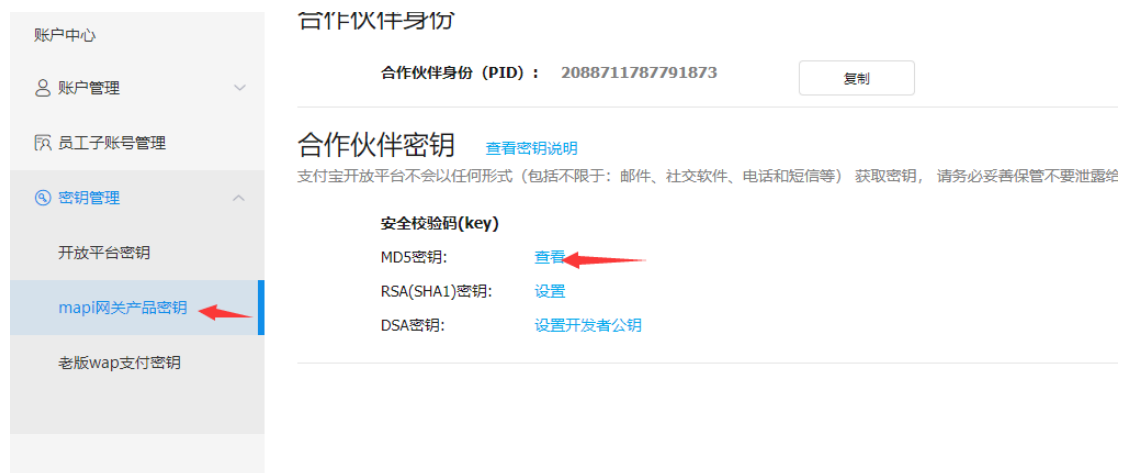 合作伙伴身份
账户中心
合作伙伴身份（PID）： 2088711787791873 复制
账户管理
员工子账号管理
合作伙伴密钥 查看密钥说明
支付宝开放平台不会以任何形式（包括不限于：邮件、社交软件、电话和短信等） 获取密钥， 请务必妥善保管不要泄露给
密钥管理
安全校验码(key)
开放平台密钥
MD5密钥: 查看
RSA(SHA1)密钥: 设置
mapi网关产品密钥
DSA密钥: 设置开发者公钥
老版wap支付密钥